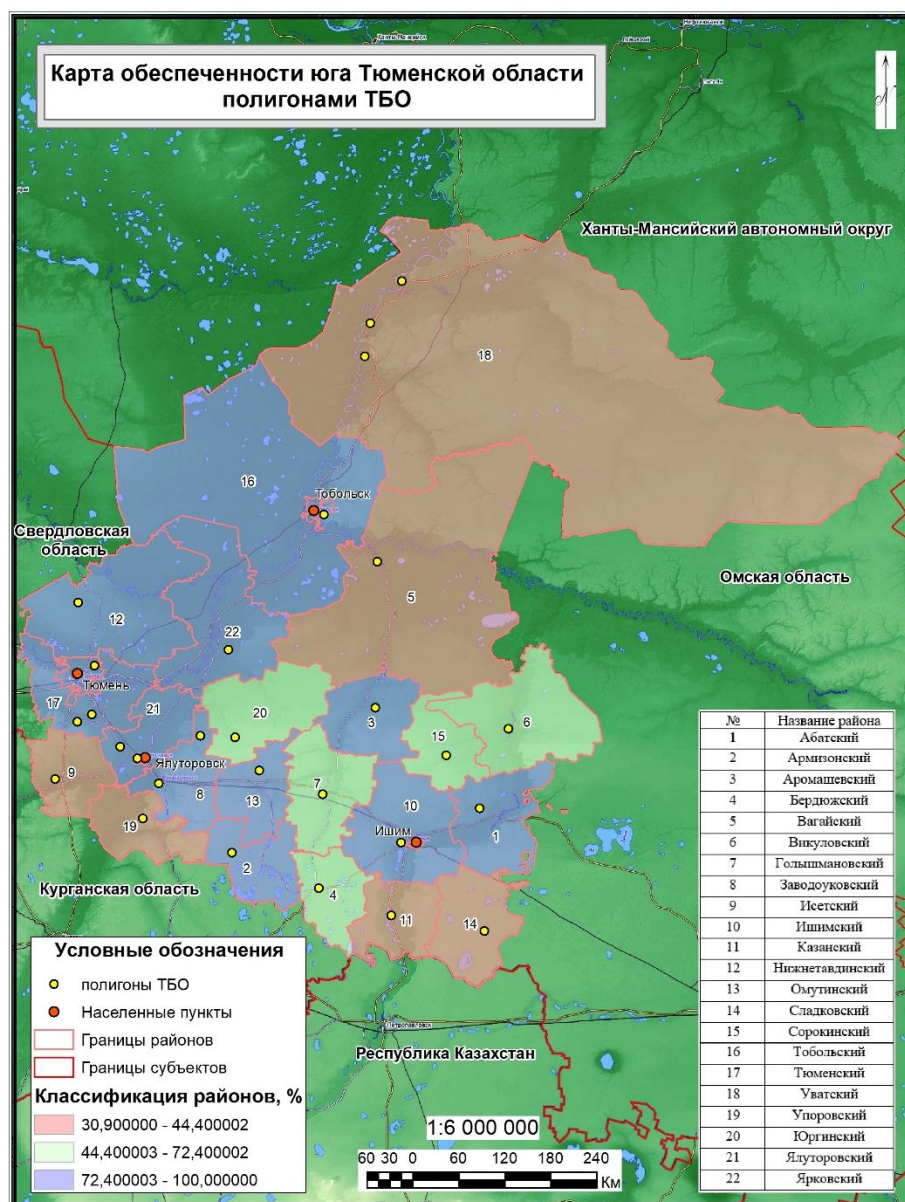 Карта обеспеченности юга Тюменской области
полигонами ТБО
N
Ханты-Мансийский автономный округ
18
16
Тобольск
Свердловская
область
Омская область
5
12
22
Тюмень
17
21
20
3
6
15
Ялуторовск
9
7
8
13
10
19
Ишим
1
2
Курганская область
4
11
14
Республика Казахстан
№ Название района
1 Абатский
2 Армизонский
3 Аромашевский
4 Бердюжский
5 Вагайский
6 Викуловский
7 Голышмановский
8 Заводоуковский
9 Исетский
10 Ишимский
11 Казанский
12 Нижнетавдинский
13 Омутинский
14 Сладковский
15 Сорокинский
16 Тобольский
17 Тюменский
18 Уватский
19 Упоровский
20 Юргинский
21 Ялуторовский
22 Ярковский
Условные обозначения
полигоны ТБО
Населенные пункты
Границы районов
Границы субъектов
Классификация районов, %
30,900000 - 44,400002
44,400003 - 72,400002
72,400003 - 100,000000
1:6 000 000
60 30 0 60 120 180 240
Км